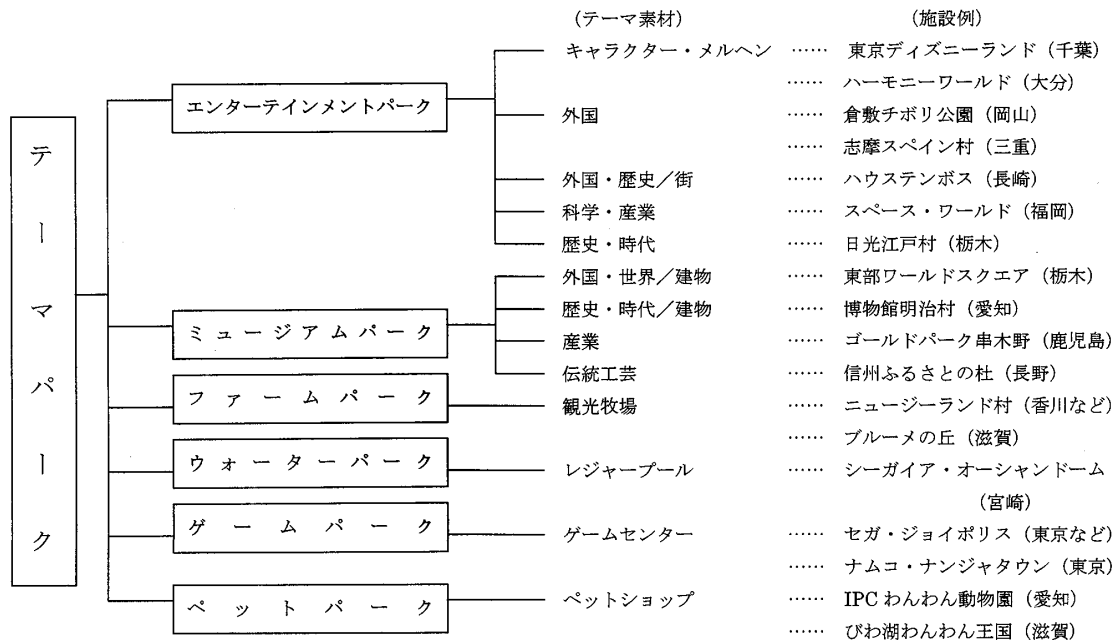 (テーマ素材) (施設例)
テーマパーク
エンターテインメントパーク
キャラクター・メルヘン …… 東京ディズニーランド(千葉)
…… ハーモニーワールド(大分)
外国 …… 倉敷チボリ公園(岡山)
…… 志摩スペイン村(三重)
外国・歴史/街 …… ハウステンボス(長崎)
科学・産業 …… スペース・ワールド(福岡)
歴史・時代 …… 日光江戸村(栃木)
ミュージアムパーク
外国・世界/建物 …… 東部ワールドスクエア(栃木)
歴史・時代/建物 …… 博物館明治村(愛知)
産業 …… ゴールドパーク串木野(鹿児島)
伝統工芸 …… 信州ふるさとの杜(長野)
ファームパーク 観光牧場 …… ニュージーランド村(香川など)
…… ブルーメの丘(滋賀)
ウォーターパーク レジャープール …… シーガイア・オーシャンドーム
(宮崎)
ゲームパーク ゲームセンター …… セガ・ジョイポリス(東京など)
…… ナムコ・ナンジャタウン(東京)
ペットパーク ペットショップ …… IPCわんわん動物園(愛知)
…… びわ湖わんわん王国(滋賀)